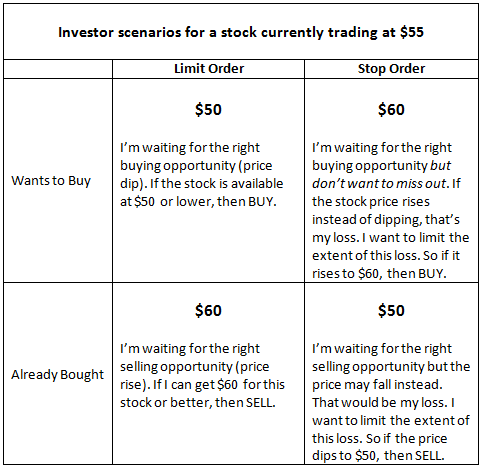 Investor scenarios for a stock currently trading at $55
Limit Order
Stop Order
Wants to Buy
$50
I'm waiting for the right
buying opportunity (price
dip). If the stock is available
at $50 or lower, then BUY.
$60
I'm waiting for the right
buying opportunity but
don't want to miss out. If
the stock price rises
instead of dipping, that's
my loss. I want to limit the
extent of this loss. So if it
rises to $60, then BUY.
Already Bought
$60
I'm waiting for the right
selling opportunity (price
rise). If I can get $60 for this
stock or better, then SELL.
$50
I'm waiting for the right
selling opportunity but the
price may fall instead.
That would be my loss. I
want to limit the extent of
this loss. So if the price
dips to $50, then SELL.